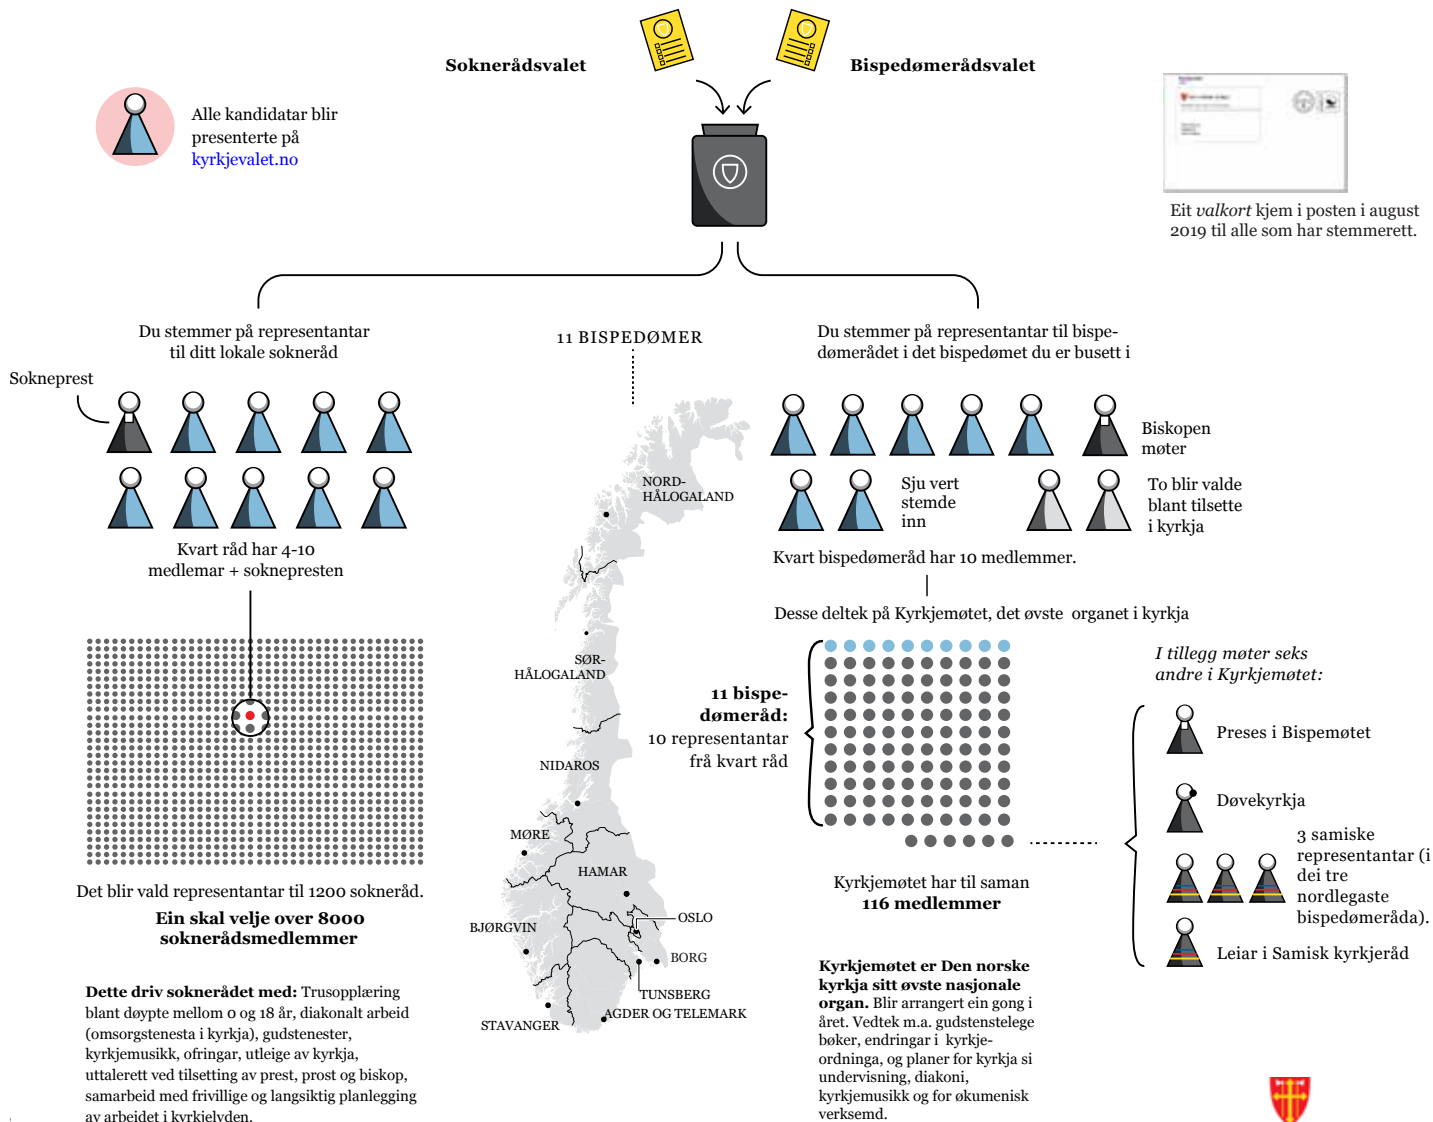 Soknerådsvalet
Bispedømerådsvalet
Alle kandidatar blir
presenterte på
kyrkjevalet.no
Eit valkort kjem i posten i august
2019 til alle som har stemmerett.
Du stemmer på representantar
til ditt lokale sokneråd
Sokneprest
Kvart råd har 4-10
medlemar + soknepresten
Det blir vald representantar til 1200 sokneråd.
Ein skal velje over 8000
soknerådsmedlemmer
Dette driv soknerådet med: Trusopplæring
blant døypte mellom 0 og 18 år, diakonalt arbeid
(omsorgstenesta i kyrkja), gudstenester,
kyrkjemusikk, ofringar, utleige av kyrkja,
uttalerett ved tilsetting av prest, prost og biskop,
samarbeid med frivillige og langsiktig planlegging
av arbeidet i kyrkjelyden.
11 BISPEDØMER
NORD-
HÅLOGALAND
SØR-
HÅLOGALAND
NIDAROS
MØRE
HAMAR
BJØRGVIN
OSLO
BORG
TUNSBERG
STAVANGER
AGDER OG TELEMARK
Du stemmer på representantar til bispe-
dømerådet i det bispedømet du er busett i
Biskopen
møter
Sju vert
stemde
inn
To blir valde
blant tilsette
i kyrkja
Kvart bispedømeråd har 10 medlemmer.
Desse deltek på Kyrkjemøtet, det øvste organet i kyrkja
11 bispe-
dømeråd:
10 representantar
frå kvart råd
Kyrkjemøtet har til saman
116 medlemmer
I tillegg møter seks
andre i Kyrkjemøtet:
Preses i Bispemøtet
Døvekyrkja
3 samiske
representantar (i
dei tre
nordlegaste
bispedømeråda).
Leiar i Samisk kyrkjeråd
Kyrkjemøtet er Den norske
kyrkja sitt øvste nasjonale
organ. Blir arrangert ein gong i
året. Vedtek m.a. gudstenstelege
bøker, endringar i kyrkje-
ordninga, og planer for kyrkja si
undervisning, diakoni,
kyrkjemusikk og for økumenisk
verksemd.